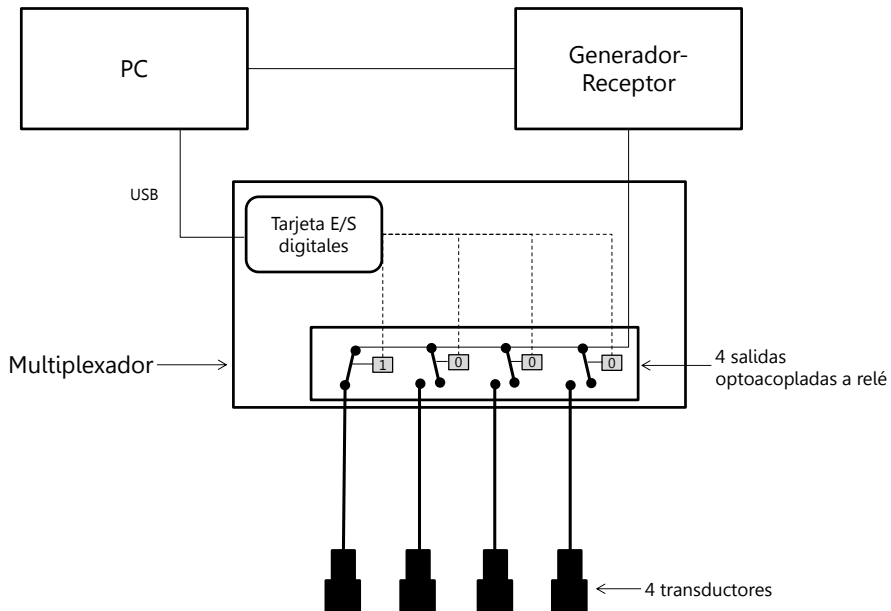 PC
Generador-
Receptor
USB
Tarjeta E/S
digitales
Multiplexador
1
0
0
0
4 salidas
optoacopladas a relé
4 transductores